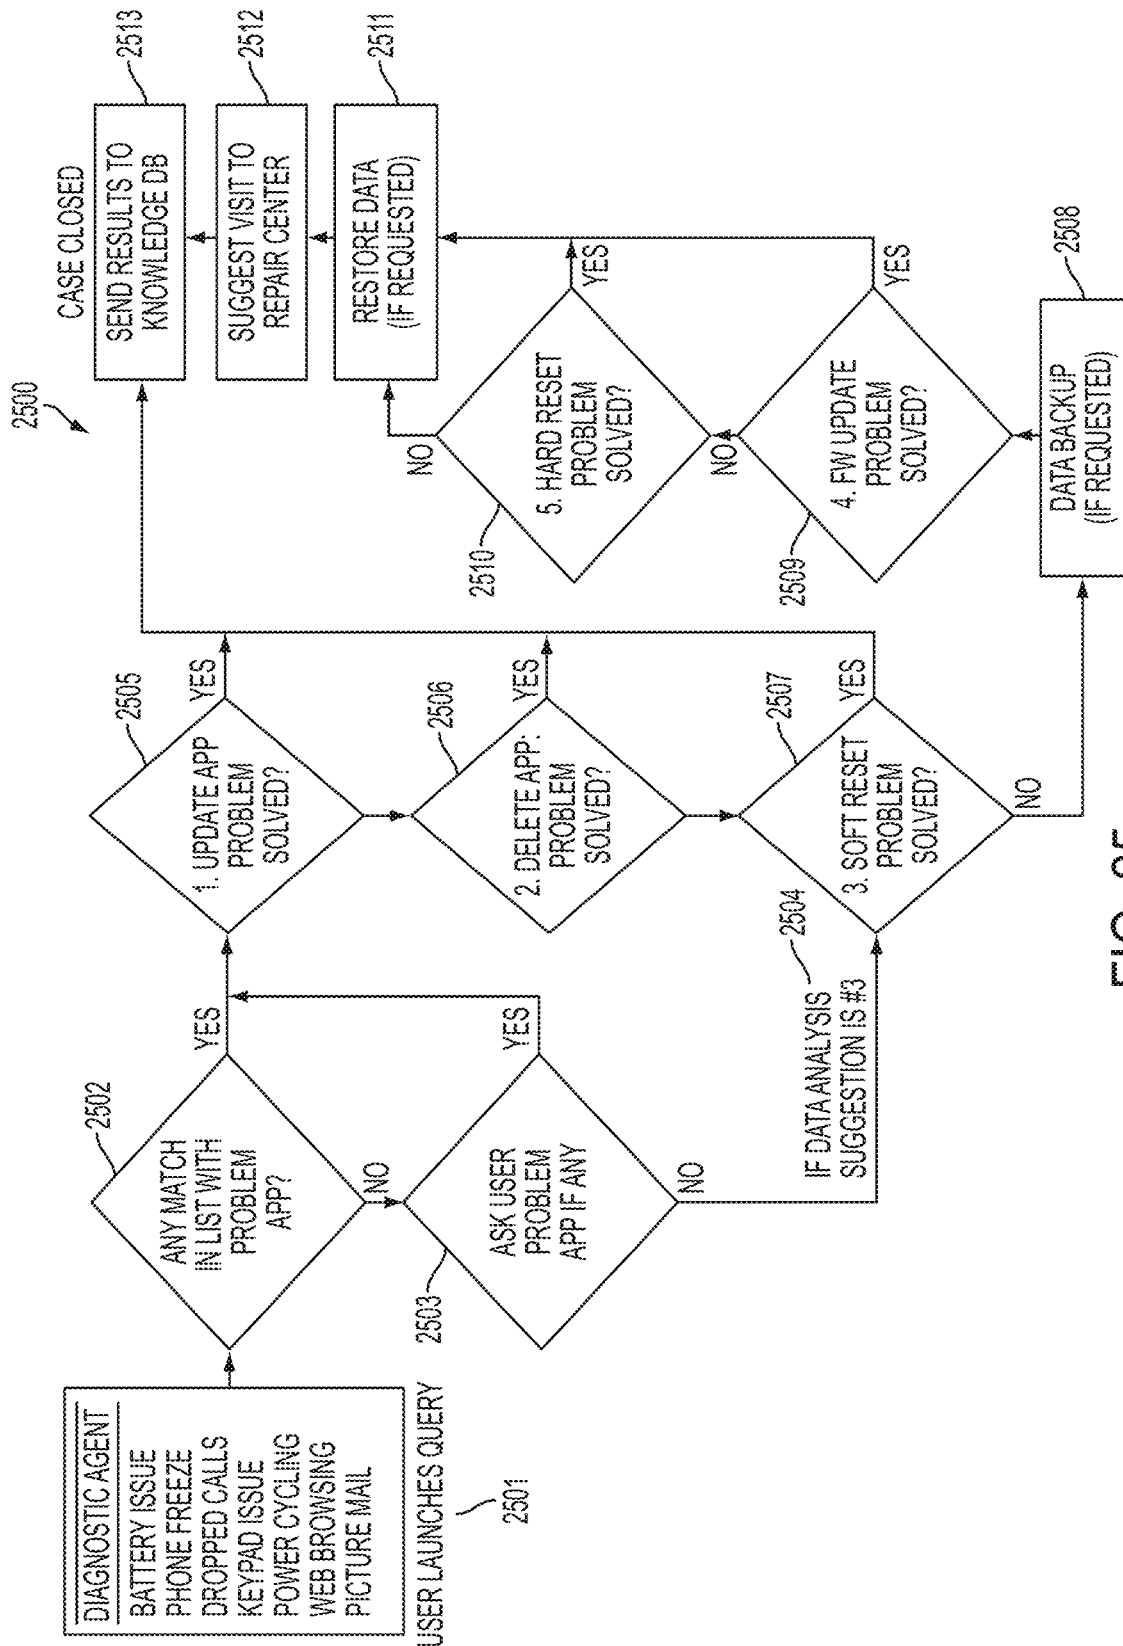 2500
DIAGNOSTIC AGENT
BATTERY ISSUE
PHONE FREEZE
DROPPED CALLS
KEYPAD ISSUE
POWER CYCLING
WEB BROWSING
PICTURE MAIL
USER LAUNCHES QUERY
2501
2502
ANY MATCH
IN LIST WITH
PROBLEM
APP?
YES
NO
2503
ASK USER
PROBLEM
APP IF ANY
YES
NO
2504
IF DATA ANALYSIS
SUGGESTION IS #3
2505
1. UPDATE APP
PROBLEM
SOLVED?
YES
2506
2. DELETE APP:
PROBLEM
SOLVED?
YES
2507
3. SOFT RESET
PROBLEM
SOLVED?
YES
NO
2508
DATA BACKUP
(IF REQUESTED)
2509
4. FW UPDATE
PROBLEM
SOLVED?
YES
NO
2510
5. HARD RESET
PROBLEM
SOLVED?
YES
NO
2511
RESTORE DATA
(IF REQUESTED)
2512
SUGGEST VISIT TO
REPAIR CENTER
2513
CASE CLOSED
SEND RESULTS TO
KNOWLEDGE DB